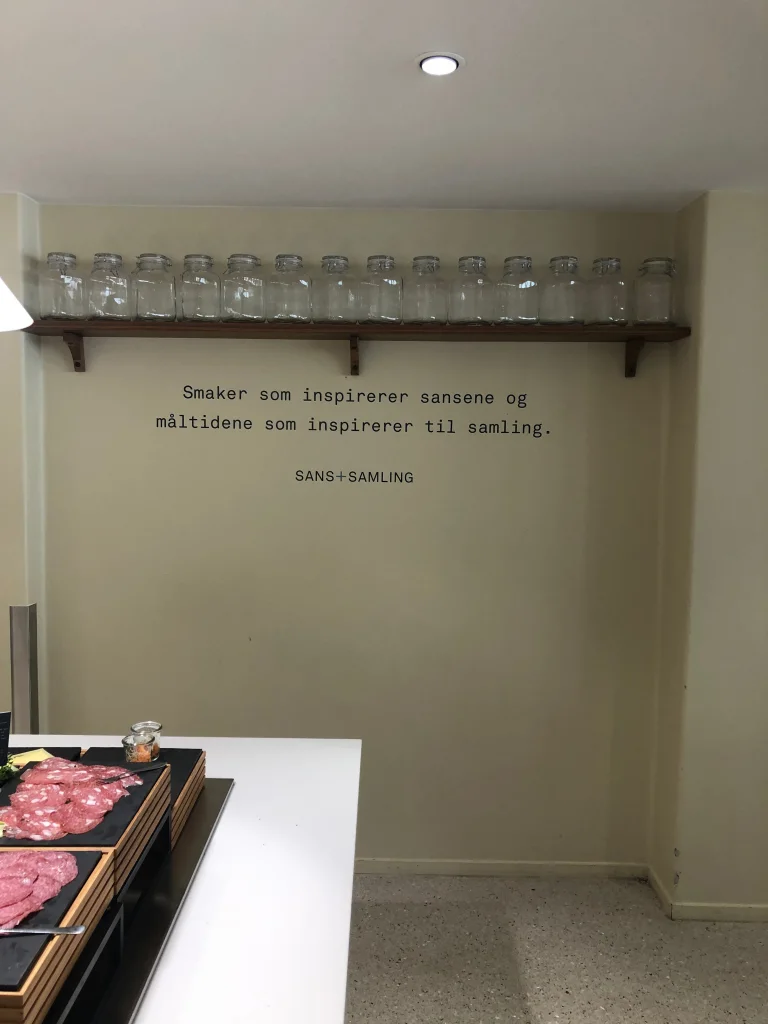 Smaker som inspirerer sansene og
måltidene som inspirerer til samling.
SANS+SAMLING